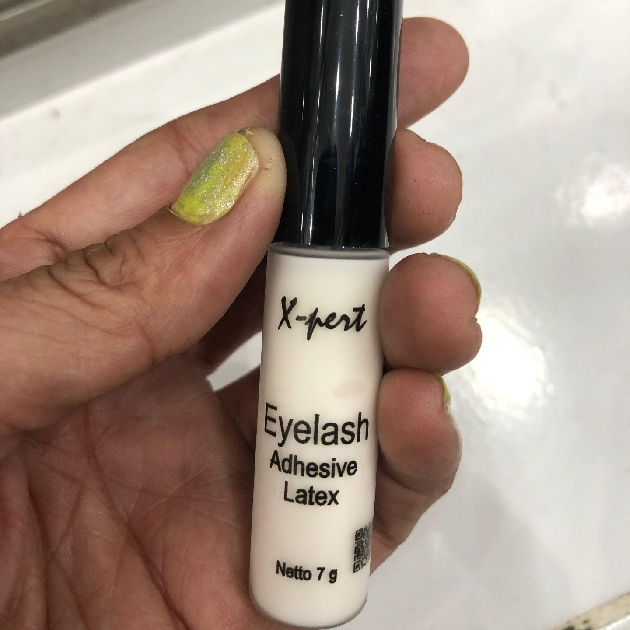 X-pert
Eyelash
Adhesive
Latex
Netto 7 g